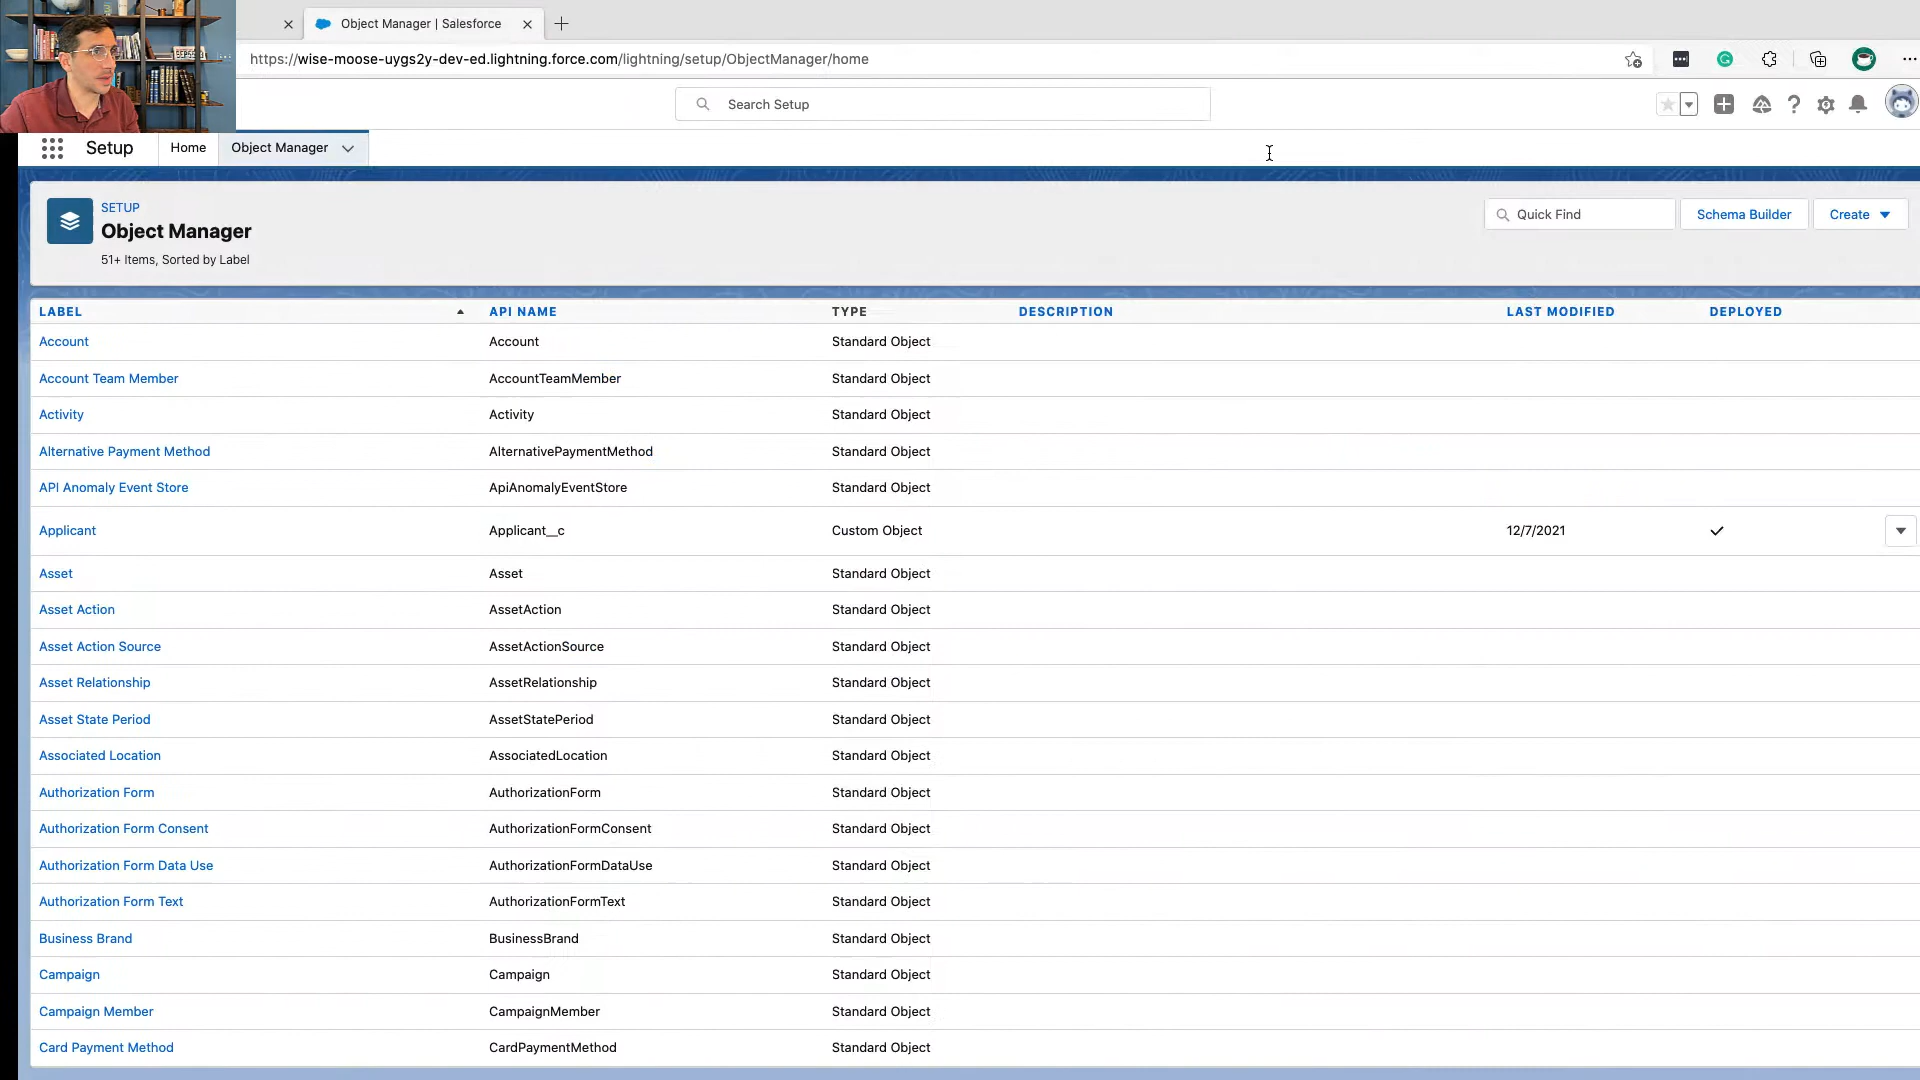 Object Manager | Salesforce
https://wise-moose-uygs2y-dev-ed.lightning.force.com/lightning/setup/ObjectManager/home
Search Setup
Setup
Home
Object Manager
SETUP
Object Manager
51+ Items, Sorted by Label
Quick Find
Schema Builder
Create
LABEL API NAME TYPE DESCRIPTION LAST MODIFIED DEPLOYED
Account Account Standard Object
Account Team Member AccountTeamMember Standard Object
Activity Activity Standard Object
Alternative Payment Method AlternativePaymentMethod Standard Object
API Anomaly Event Store ApiAnomalyEventStore Standard Object
Applicant Applicant__c Custom Object 12/7/2021
Asset Asset Standard Object
Asset Action AssetAction Standard Object
Asset Action Source AssetActionSource Standard Object
Asset Relationship AssetRelationship Standard Object
Asset State Period AssetStatePeriod Standard Object
Associated Location AssociatedLocation Standard Object
Authorization Form AuthorizationForm Standard Object
Authorization Form Consent AuthorizationFormConsent Standard Object
Authorization Form Data Use AuthorizationFormDataUse Standard Object
Authorization Form Text AuthorizationFormText Standard Object
Business Brand BusinessBrand Standard Object
Campaign Campaign Standard Object
Campaign Member CampaignMember Standard Object
Card Payment Method CardPaymentMethod Standard Object